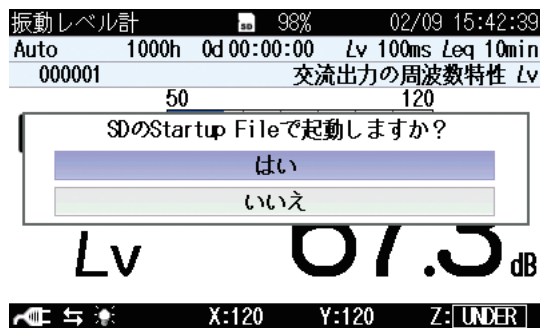 振動レベル計 SD 98% 02/09 15:42:39
Auto 1000h 0d 00:00:00 Lv 100ms Leq 10min
000001 交流出力の周波数特性 Lv
50 120
SDのStartup Fileで起動しますか?
はい
いいえ
Lv 67.3 dB
X:120 Y:120 Z:UNDER